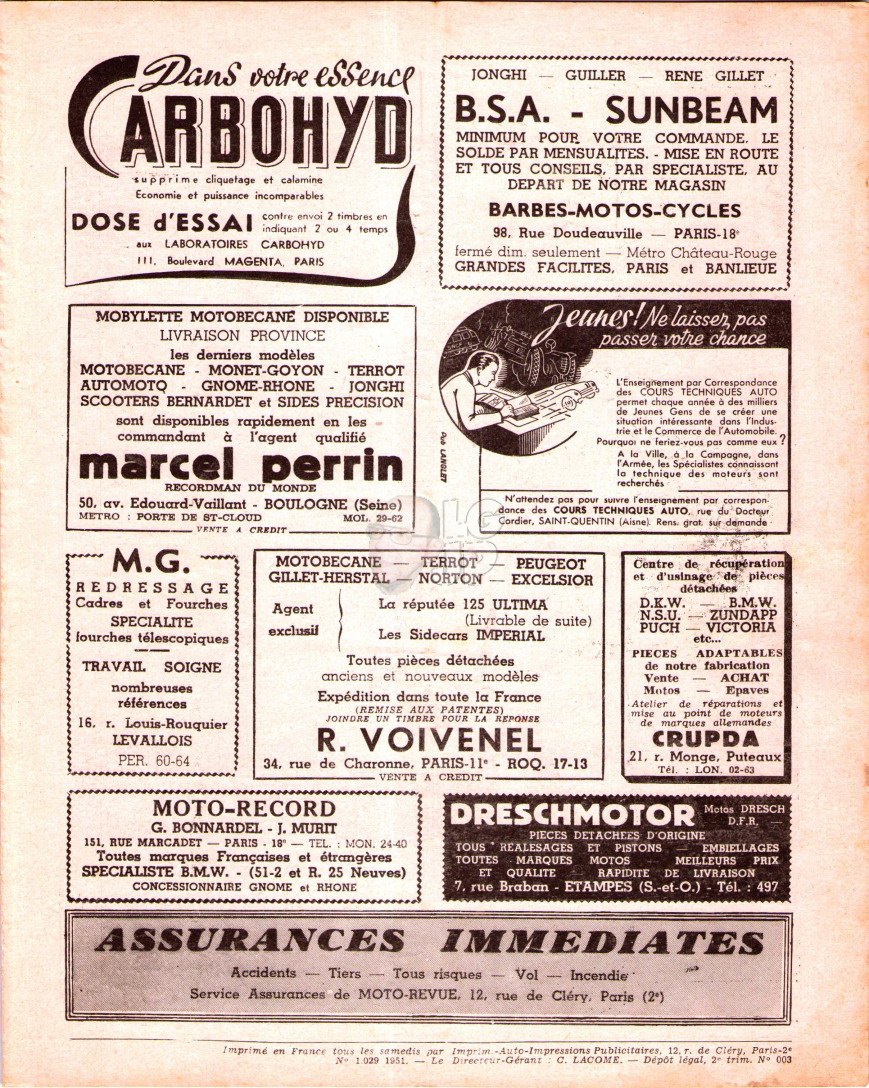 Dans votre essence
CARBOHYD
supprime cliquetage et calamine
Economie et puissance incomparables
DOSE d'ESSAI contre envoi 2 timbres en
indiquant 2 ou 4 temps
aux LABORATOIRES CARBOHYD
111, Boulevard MAGENTA, PARIS
JONGHI — GUILLER — RENE GILLET
B.S.A. - SUNBEAM
MINIMUM POUR VOTRE COMMANDE. LE
SOLDE PAR MENSUALITES. - MISE EN ROUTE
ET TOUS CONSEILS, PAR SPECIALISTE, AU
DEPART DE NOTRE MAGASIN
BARBES-MOTOS-CYCLES
98, Rue Doudeauville — PARIS-18e
fermé dim. seulement — Métro Château-Rouge
GRANDES FACILITES, PARIS et BANLIEUE
MOBYLETTE MOTOBECANE DISPONIBLE
LIVRAISON PROVINCE
les derniers modèles
MOTOBECANE - MONET-GOYON - TERROT
AUTOMOTO - GNOME-RHONE - JONGHI
SCOOTERS BERNARDET et SIDES PRECISION
sont disponibles rapidement en les
commandant à l'agent qualifié
marcel perrin
RECORDMAN DU MONDE
50, av. Edouard-Vaillant - BOULOGNE (Seine)
METRO : PORTE DE ST-CLOUD MOL. 29-62
VENTE A CREDIT
Jeunes! Ne laissez pas
passer votre chance
L'Enseignement par Correspondance
des COURS TECHNIQUES AUTO
permet chaque année à des milliers
de Jeunes Gens de se créer une
situation intéressante dans l'Indus-
trie et le Commerce de l'Automobile.
Pourquoi ne feriez-vous pas comme eux ?
A la Ville, à la Campagne, dans
l'Armée, les Spécialistes connaissant
la technique des moteurs sont
recherchés
Pub LANGLET
N'attendez pas pour suivre l'enseignement par correspon-
dance des COURS TECHNIQUES AUTO, rue du Docteur
Cordier, SAINT-QUENTIN (Aisne). Rens. grat. sur demande
M.G.
REDRESSAGE
Cadres et Fourches
SPECIALITE
fourches télescopiques
TRAVAIL SOIGNE
nombreuses
références
16, r. Louis-Rouquier
LEVALLOIS
PER. 60-64
MOTOBECANE — TERROT — PEUGEOT
GILLET-HERSTAL — NORTON — EXCELSIOR
Agent
exclusif
La réputée 125 ULTIMA
(Livrable de suite)
Les Sidecars IMPERIAL
Toutes pièces détachées
anciens et nouveaux modèles
Expédition dans toute la France
(REMISE AUX PATENTES)
JOINDRE UN TIMBRE POUR LA REPONSE
R. VOIVENEL
34, rue de Charonne, PARIS-11e - ROQ. 17-13
VENTE A CREDIT
Centre de récupération
et d'usinage de pièces
détachées
D.K.W. — B.M.W.
N.S.U. — ZUNDAPP
PUCH — VICTORIA
etc...
PIECES ADAPTABLES
de notre fabrication
Vente — ACHAT
Motos — Epaves
Atelier de réparations et
mise au point de moteurs
de marques allemandes
CRUPDA
21, r. Monge, Puteaux
Tél. : LON. 02-63
MOTO-RECORD
G. BONNARDEL - J. MURIT
151, RUE MARCADET — PARIS - 18e — TEL. : MON. 24-40
Toutes marques Françaises et étrangères
SPECIALISTE B.M.W. - (51-2 et R. 25 Neuves)
CONCESSIONNAIRE GNOME et RHONE
DRESCHMOTOR Motos DRESCH
D.F.R. —
PIECES DETACHEES D'ORIGINE
TOUS REALESAGES ET PISTONS — EMBIELLAGES
TOUTES MARQUES MOTOS — MEILLEURS PRIX
ET QUALITE — RAPIDITE DE LIVRAISON
7, rue Braban - ETAMPES (S.-et-O.) - Tél. : 497
ASSURANCES IMMEDIATES
Accidents — Tiers — Tous risques — Vol — Incendie
Service Assurances de MOTO-REVUE, 12, rue de Cléry, Paris (2e)
Imprimé en France tous les samedis par Imprim.-Auto-Impressions Publicitaires, 12, r. de Cléry, Paris-2e
N° 1.029 1951. — Le Directeur-Gérant : C. LACOME. — Dépôt légal, 2e trim. N° 003